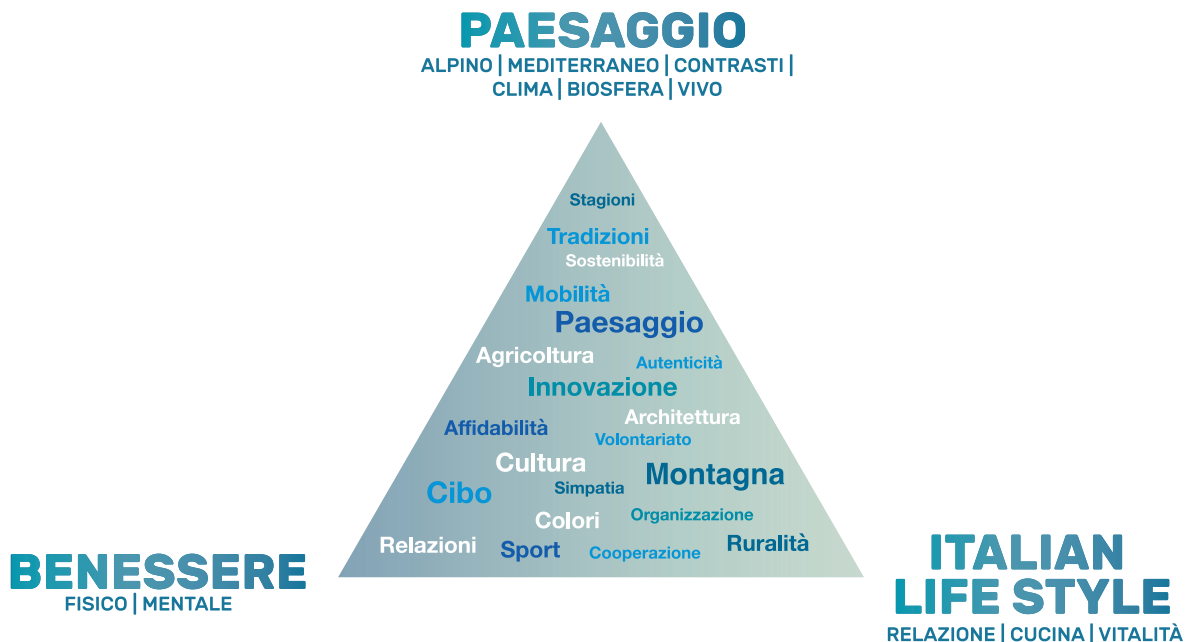 PAESAGGIO
ALPINO | MEDITERRANEO | CONTRASTI |
CLIMA | BIOSFERA | VIVO
Stagioni
Tradizioni
Sostenibilità
Mobilità
Paesaggio
Agricoltura
Autenticità
Innovazione
Architettura
Affidabilità
Volontariato
Cultura
Montagna
Cibo
Simpatia
Colori
Organizzazione
Relazioni
Sport
Cooperazione
Ruralità
BENESSERE
FISICO | MENTALE
ITALIAN
LIFE STYLE
RELAZIONE | CUCINA | VITALITÀ